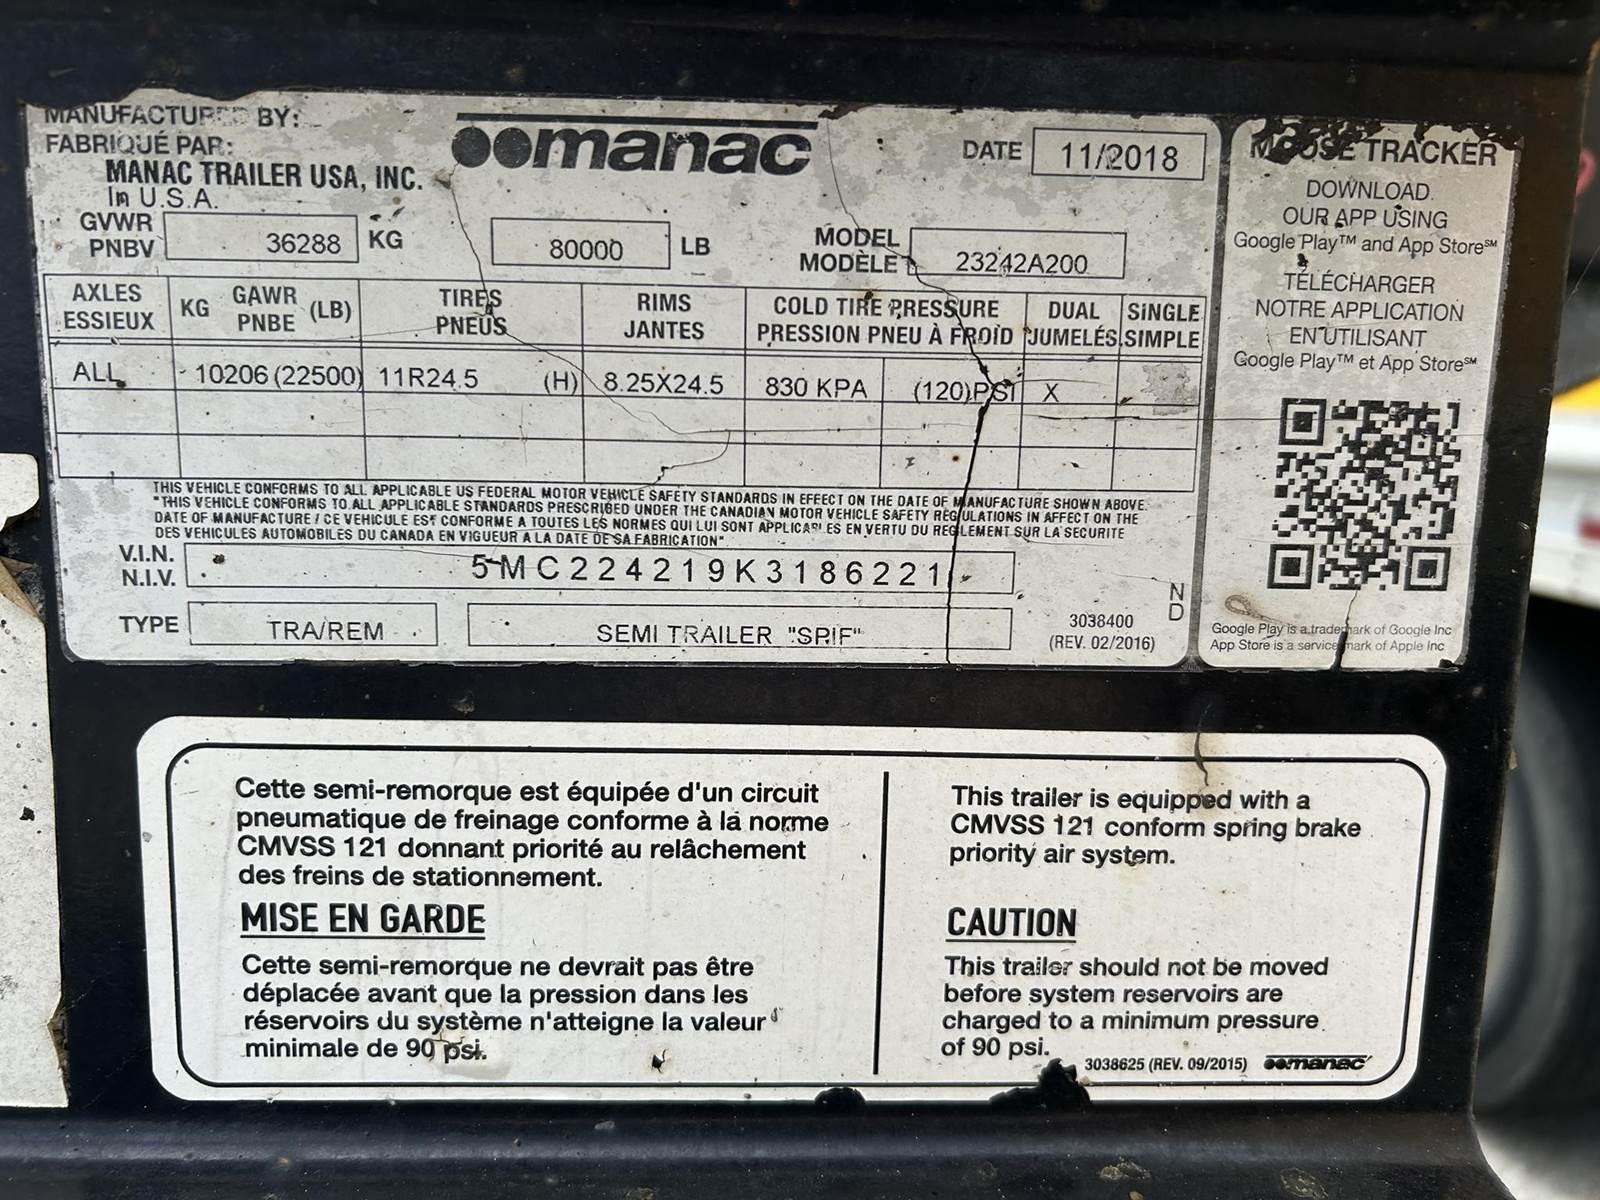 MANUFACTURED BY:
FABRIQUÉ PAR:
MANAC TRAILER USA, INC.
In U.S.A.
manac
DATE 11/2018
GVWR
PNBV
36288 KG
80000 LB
MODEL
MODÈLE
23242A200
AXLES
ESSIEUX
KG GAWR (LB)
PNBE
TIRES
PNEUS
RIMS
JANTES
COLD TIRE PRESSURE
PRESSION PNEU À FROID
DUAL
JUMELÉS
SINGLE
SIMPLE
ALL 10206 (22500) 11R24.5 (H) 8.25X24.5 830 KPA (120) PSI X
THIS VEHICLE CONFORMS TO ALL APPLICABLE US FEDERAL MOTOR VEHICLE SAFETY STANDARDS IN EFFECT ON THE DATE OF MANUFACTURE SHOWN ABOVE.
"THIS VEHICLE CONFORMS TO ALL APPLICABLE STANDARDS PRESCRIBED UNDER THE CANADIAN MOTOR VEHICLE SAFETY REGULATIONS IN AFFECT ON THE
DATE OF MANUFACTURE / CE VEHICULE EST CONFORME A TOUTES LES NORMES QUI LUI SONT APPLICABLES EN VERTU DU REGLEMENT SUR LA SECURITE
DES VEHICULES AUTOMOBILES DU CANADA EN VIGUEUR A LA DATE DE SA FABRICATION".
V.I.N.
N.I.V.
5MC224219K3186221
TYPE TRA/REM SEMI TRAILER "SPIF"
3038400
(REV. 02/2016)
N
D
MOOSE TRACKER
DOWNLOAD
OUR APP USING
Google Play™ and App Store℠
TÉLÉCHARGER
NOTRE APPLICATION
EN UTILISANT
Google Play™ et App Store℠
Google Play is a trademark of Google Inc
App Store is a service mark of Apple Inc
Cette semi-remorque est équipée d'un circuit
pneumatique de freinage conforme à la norme
CMVSS 121 donnant priorité au relâchement
des freins de stationnement.
MISE EN GARDE
Cette semi-remorque ne devrait pas être
déplacée avant que la pression dans les
réservoirs du système n'atteigne la valeur
minimale de 90 psi.
This trailer is equipped with a
CMVSS 121 conform spring brake
priority air system.
CAUTION
This trailer should not be moved
before system reservoirs are
charged to a minimum pressure
of 90 psi.
3038625 (REV. 09/2015) manac